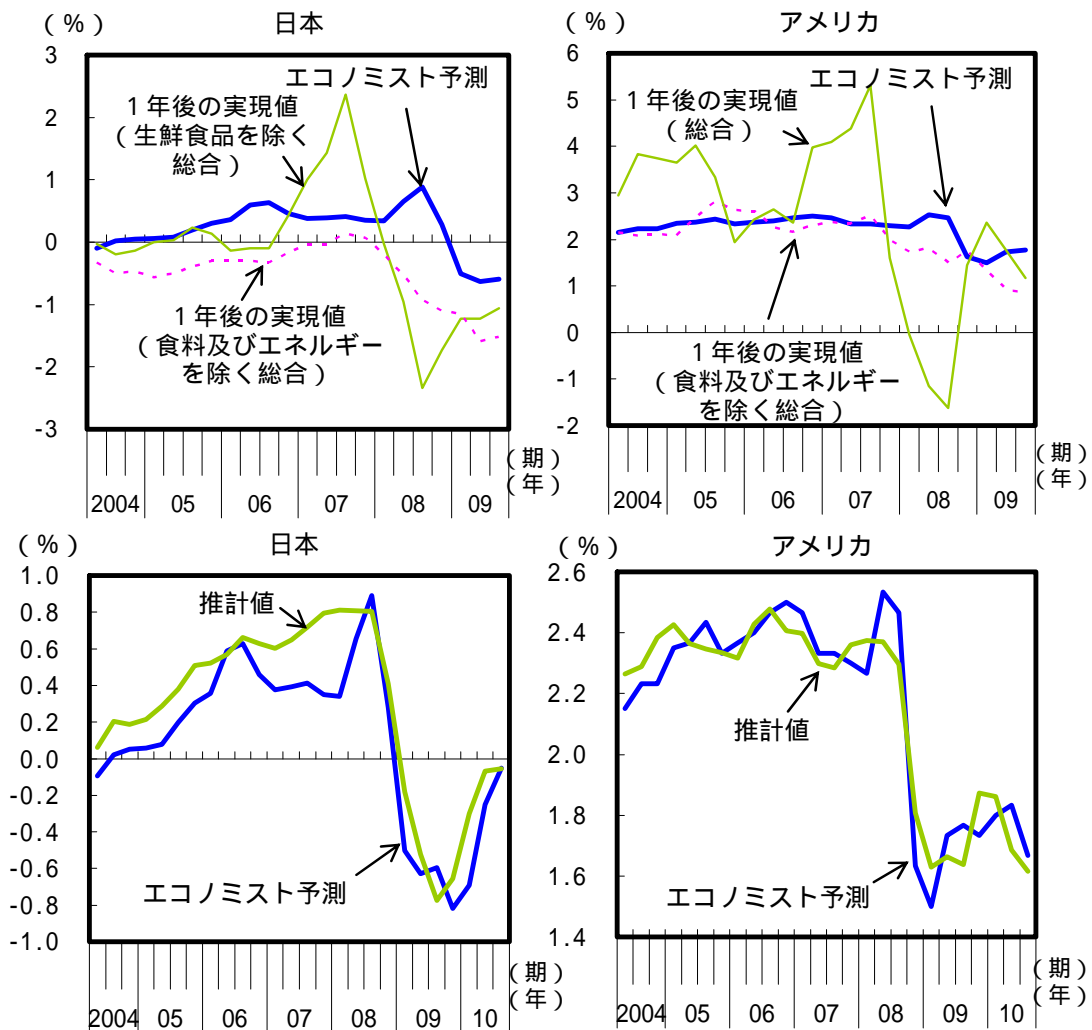 (%)
日本
3
2
1
0
-1
-2
-3
エコノミスト予測
1年後の実現値
(生鮮食品を除く
総合)
1年後の実現値
(食料及びエネルギー
を除く総合)
2004 05 06 07 08 09
(期)
(年)
(%)
アメリカ
6
5
4
3
2
1
0
-1
-2
エコノミスト予測
1年後の実現値
(総合)
1年後の実現値
(食料及びエネルギー
を除く総合)
2004 05 06 07 08 09
(期)
(年)
(%)
日本
1.0
0.8
0.6
0.4
0.2
0.0
-0.2
-0.4
-0.6
-0.8
-1.0
推計値
エコノミスト予測
2004 05 06 07 08 09 10
(期)
(年)
(%)
アメリカ
2.6
2.4
2.2
2.0
1.8
1.6
1.4
推計値
エコノミスト予測
2004 05 06 07 08 09 10
(期)
(年)